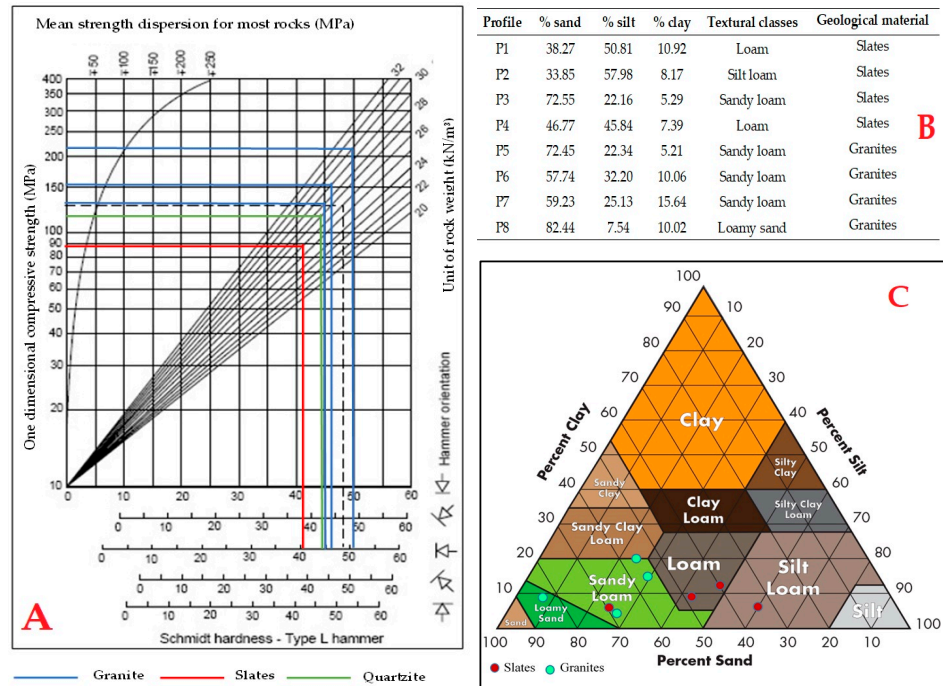 Mean strength dispersion for most rocks (MPa)
∓50 ∓100 ∓150 ∓200 ∓250
32 30 28 26 24 22 20
400
350
300
250
200
150
100
90
80
70
60
50
40
30
20
10
One dimensional compressive strength (MPa)
Unit of rock weight (kN/m³)
Hammer orientation
0 10 20 30 40 50 60
0 10 20 30 40 50 60
0 10 20 30 40 50 60
0 10 20 30 40 50 60
0 10 20 30 40 50 60
Schmidt hardness - Type L hammer
A
Granite Slates Quartzite
Profile % sand % silt % clay Textural classes Geological material
P1 38.27 50.81 10.92 Loam Slates
P2 33.85 57.98 8.17 Silt loam Slates
P3 72.55 22.16 5.29 Sandy loam Slates
P4 46.77 45.84 7.39 Loam Slates
P5 72.45 22.34 5.21 Sandy loam Granites
P6 57.74 32.20 10.06 Sandy loam Granites
P7 59.23 25.13 15.64 Sandy loam Granites
P8 82.44 7.54 10.02 Loamy sand Granites
B
C
100
90 10
80 20
70 30
60 40
50 50
40 60
30 70
20 80
10 90
100 90 80 70 60 50 40 30 20 10 100
Percent Clay
Percent Silt
Percent Sand
Clay
Silty
Clay
Sandy
Clay
Clay
Loam
Silty Clay
Loam
Sandy Clay
Loam
Loam
Silt
Loam
Sandy
Loam
Loamy
Sand
Sand
Silt
Slates Granites